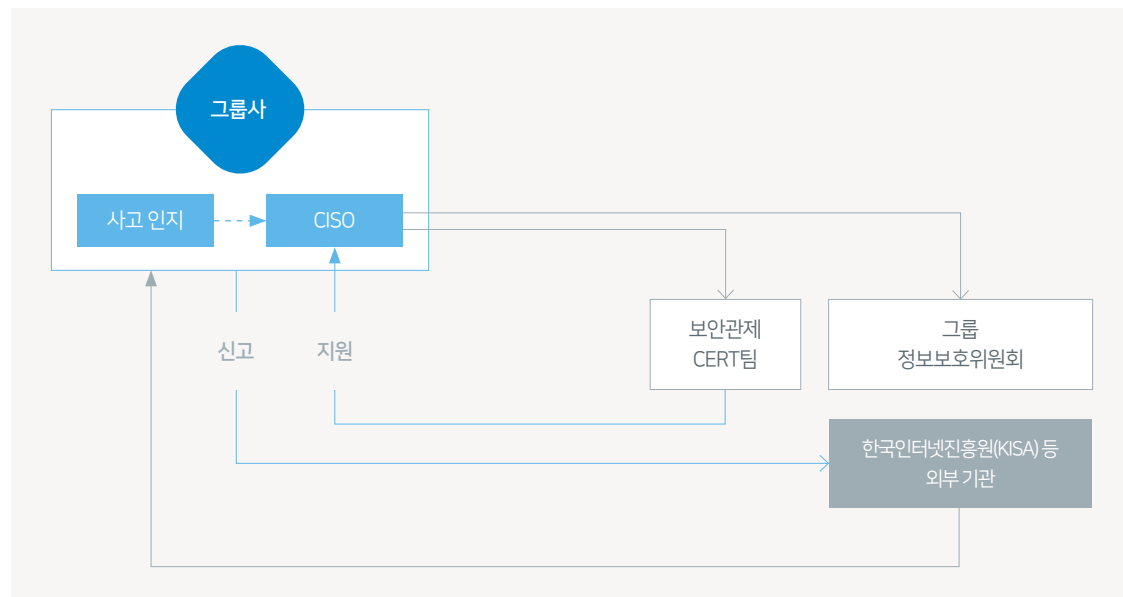 그룹사
사고 인지
CISO
신고
지원
보안관제
CERT팀
그룹
정보보호위원회
한국인터넷진흥원(KISA) 등
외부 기관